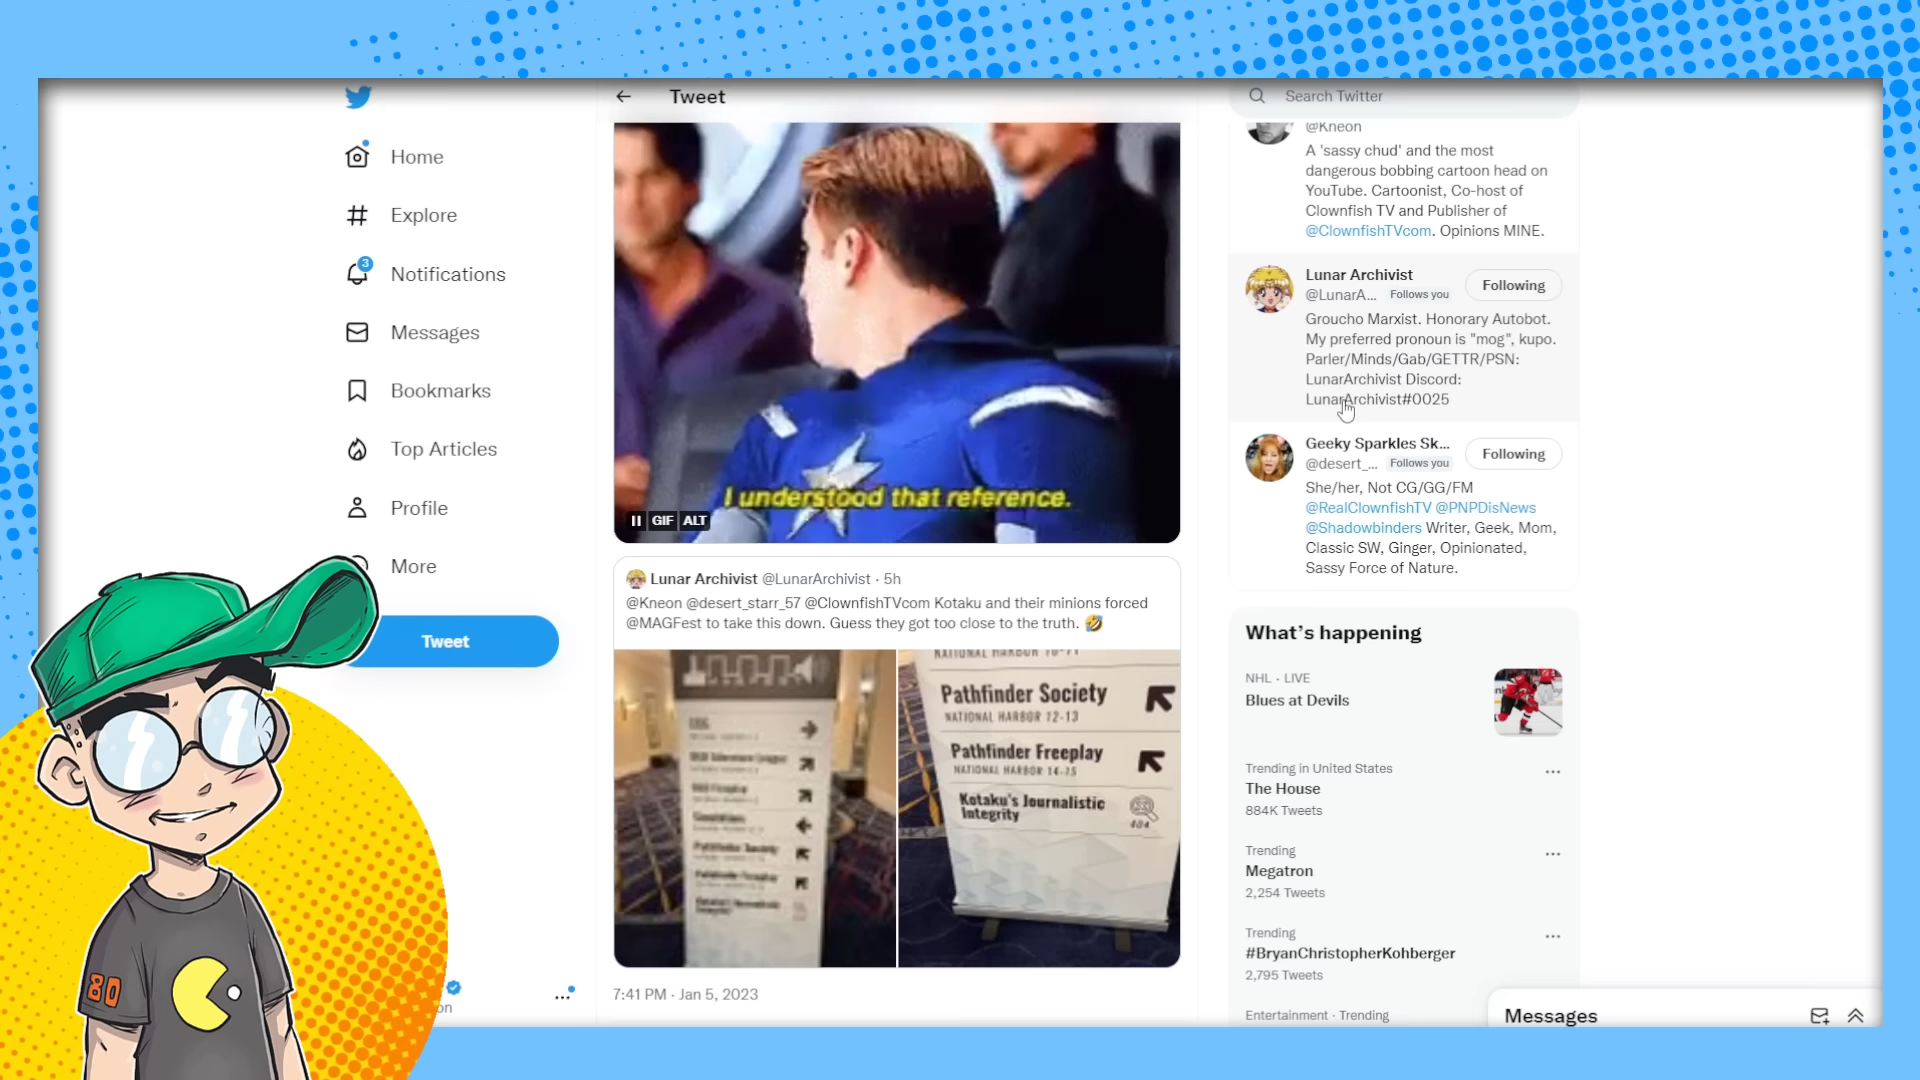 Tweet
Search Twitter
Home
Explore
3
Notifications
Messages
Bookmarks
Top Articles
Profile
More
Tweet
on
80
I understood that reference.
GIF ALT
Lunar Archivist @LunarArchivist · 5h
@Kneon @desert_starr_57 @ClownfishTVcom Kotaku and their minions forced
@MAGFest to take this down. Guess they got too close to the truth. 🤣
Pathfinder Society
NATIONAL HARBOR 12-13
Pathfinder Freeplay
NATIONAL HARBOR 14-15
Kotaku's Journalistic
Integrity
404
7:41 PM · Jan 5, 2023
@Kneon
A 'sassy chud' and the most
dangerous bobbing cartoon head on
YouTube. Cartoonist, Co-host of
Clownfish TV and Publisher of
@ClownfishTVcom. Opinions MINE.
Lunar Archivist
@LunarA... Follows you
Following
Groucho Marxist. Honorary Autobot.
My preferred pronoun is "mog", kupo.
Parler/Minds/Gab/GETTR/PSN:
LunarArchivist Discord:
LunarArchivist#0025
Geeky Sparkles Sk...
@desert_... Follows you
Following
She/her, Not CG/GG/FM
@RealClownfishTV @PNPDisNews
@Shadowbinders Writer, Geek, Mom,
Classic SW, Ginger, Opinionated,
Sassy Force of Nature.
What's happening
NHL · LIVE
Blues at Devils
Trending in United States
The House
884K Tweets
Trending
Megatron
2,254 Tweets
Trending
#BryanChristopherKohberger
2,795 Tweets
Entertainment · Trending
Messages